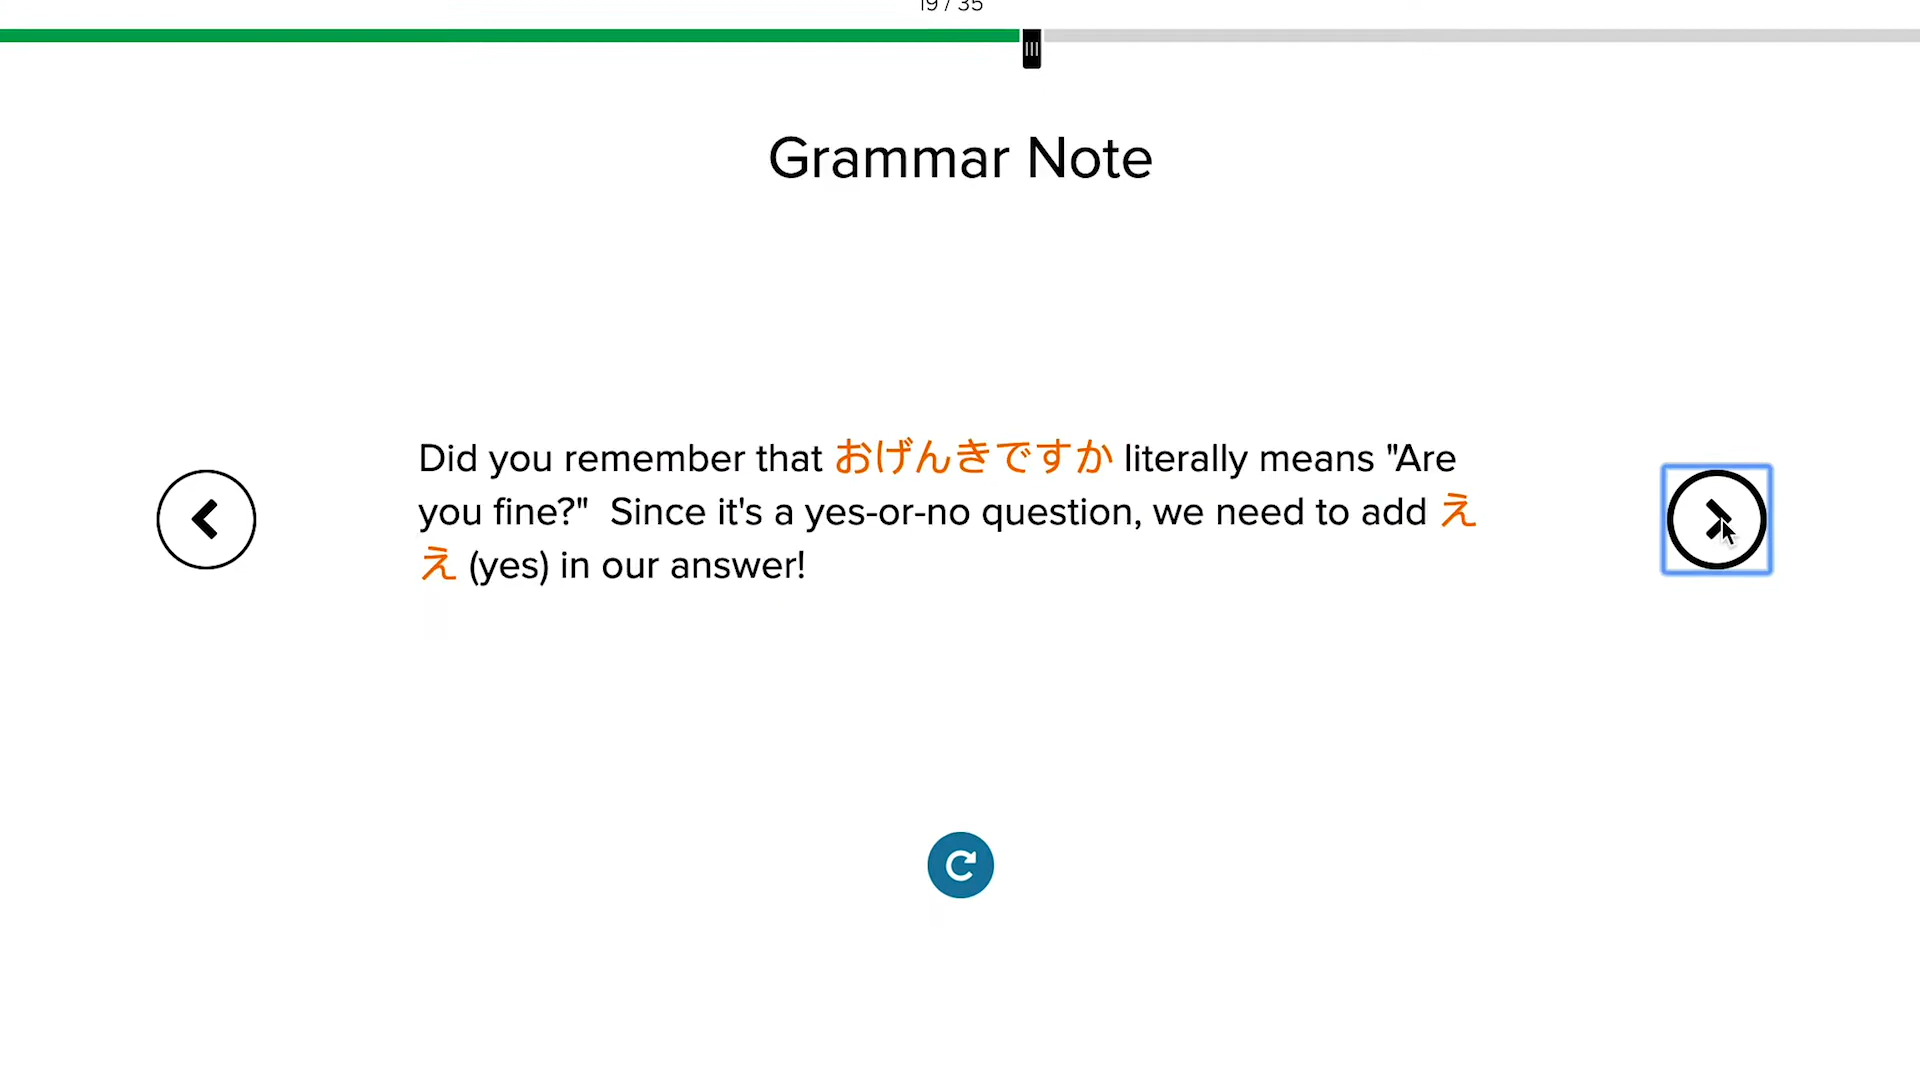 19 / 35
Grammar Note
Did you remember that おげんきですか literally means "Are
you fine?"  Since it's a yes-or-no question, we need to add え
え (yes) in our answer!